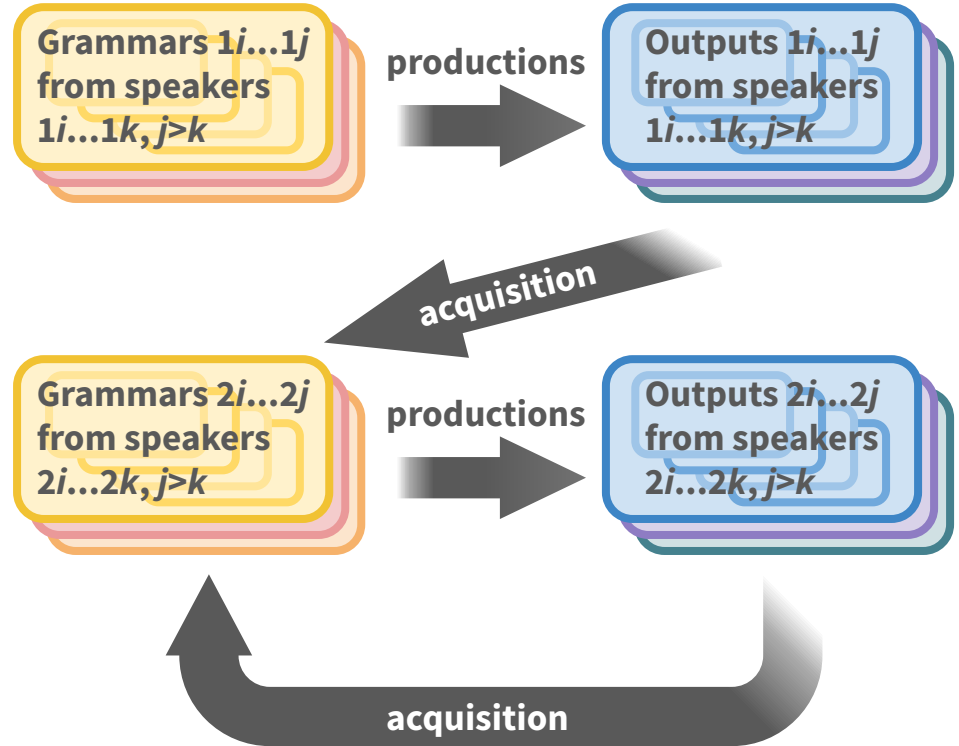 Grammars 1i...1j
from speakers
1i...1k, j>k
productions
Outputs 1i...1j
from speakers
1i...1k, j>k
acquisition
Grammars 2i...2j
from speakers
2i...2k, j>k
productions
Outputs 2i...2j
from speakers
2i...2k, j>k
acquisition